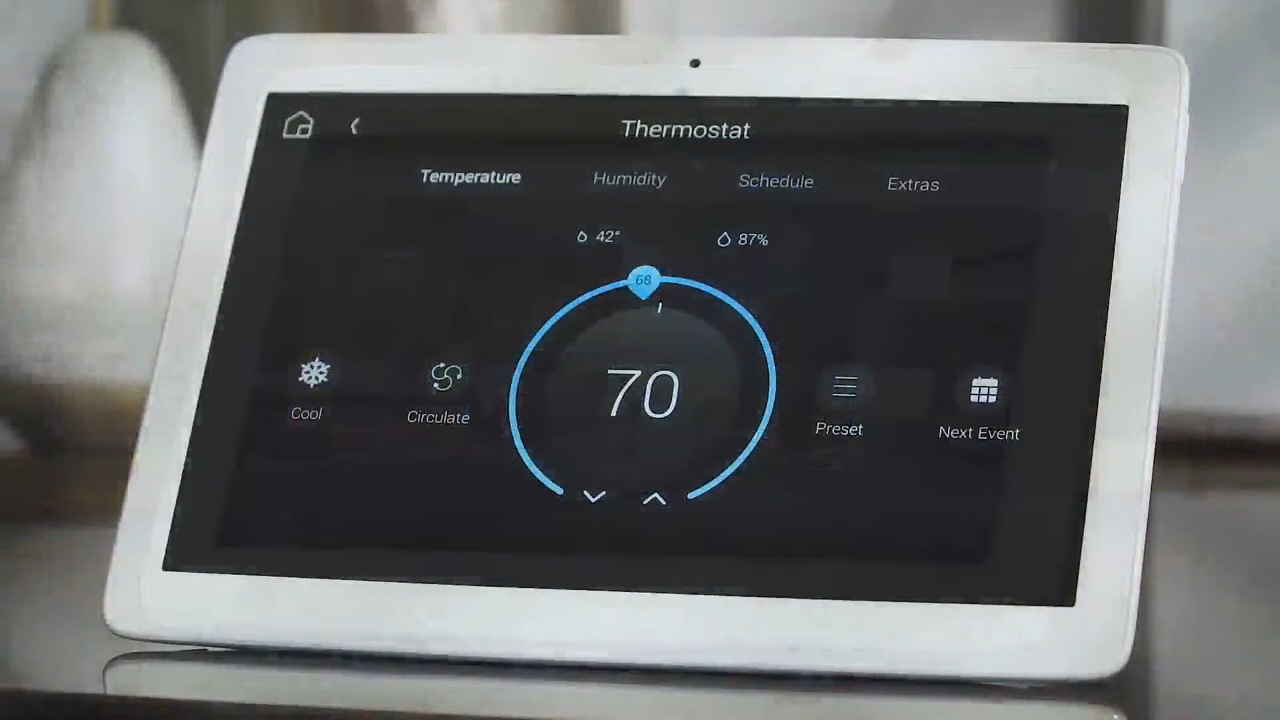 Thermostat
Temperature Humidity Schedule Extras
42° 87%
68
70
Cool Circulate Preset Next Event